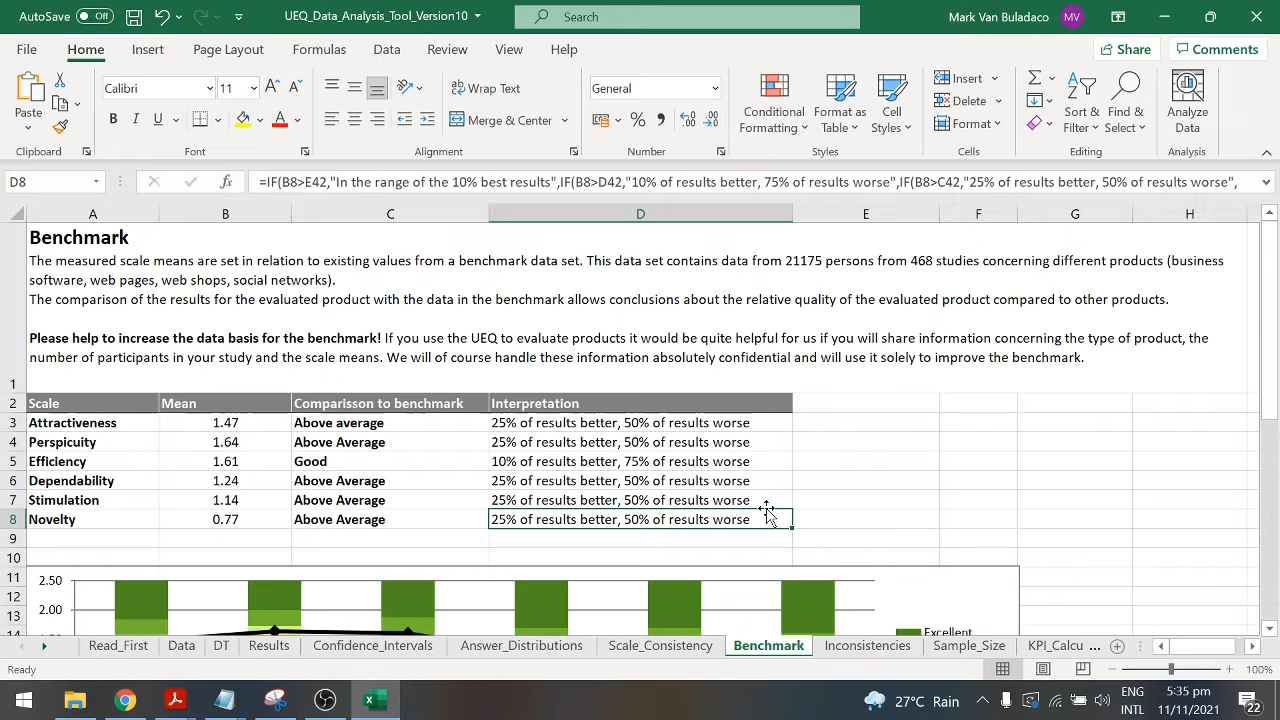 AutoSave Off UEQ_Data_Analysis_Tool_Version10 Search Mark Van Buladaco MV
File Home Insert Page Layout Formulas Data Review View Help Share Comments
Calibri 11 Wrap Text General Insert
Paste Conditional Format as Cell Delete Sort & Find & Analyze
B I U A Merge & Center % Formatting Table Styles Format Filter Select Data
Clipboard Font Alignment Number Styles Cells Editing Analysis
D8 fx =IF(B8>E42,"In the range of the 10% best results",IF(B8>D42,"10% of results better, 75% of results worse",IF(B8>C42,"25% of results better, 50% of results worse",
A B C D E F G H
Benchmark
The measured scale means are set in relation to existing values from a benchmark data set. This data set contains data from 21175 persons from 468 studies concerning different products (business
software, web pages, web shops, social networks).
The comparison of the results for the evaluated product with the data in the benchmark allows conclusions about the relative quality of the evaluated product compared to other products.
Please help to increase the data basis for the benchmark! If you use the UEQ to evaluate products it would be quite helpful for us if you will share information concerning the type of product, the
number of participants in your study and the scale means. We will of course handle these information absolutely confidential and will use it solely to improve the benchmark.
1
2 Scale Mean Comparisson to benchmark Interpretation
3 Attractiveness 1.47 Above average 25% of results better, 50% of results worse
4 Perspicuity 1.64 Above Average 25% of results better, 50% of results worse
5 Efficiency 1.61 Good 10% of results better, 75% of results worse
6 Dependability 1.24 Above Average 25% of results better, 50% of results worse
7 Stimulation 1.14 Above Average 25% of results better, 50% of results worse
8 Novelty 0.77 Above Average 25% of results better, 50% of results worse
9
10
11 2.50
12 2.00
13
Excellent
Read_First Data DT Results Confidence_Intervals Answer_Distributions Scale_Consistency Benchmark Inconsistencies Sample_Size KPI_Calcu ...
Ready 100%
27°C Rain ENG 5:35 pm
INTL 11/11/2021 22